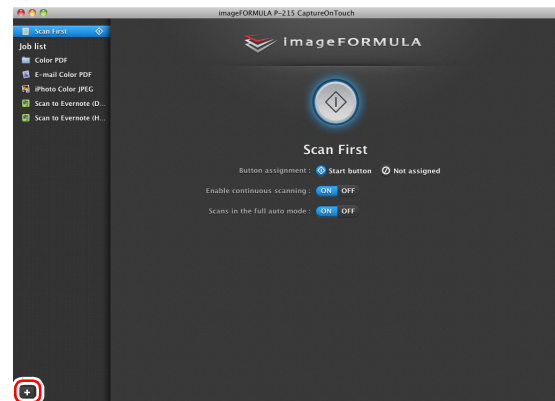 imageFORMULA P-215 CaptureOnTouch
Scan First
Job list
Color PDF
E-mail Color PDF
iPhoto Color JPEG
Scan to Evernote (D...
Scan to Evernote (H...
imageFORMULA
Scan First
Button assignment : Start button Not assigned
Enable continuous scanning : ON OFF
Scans in the full auto mode : ON OFF
+